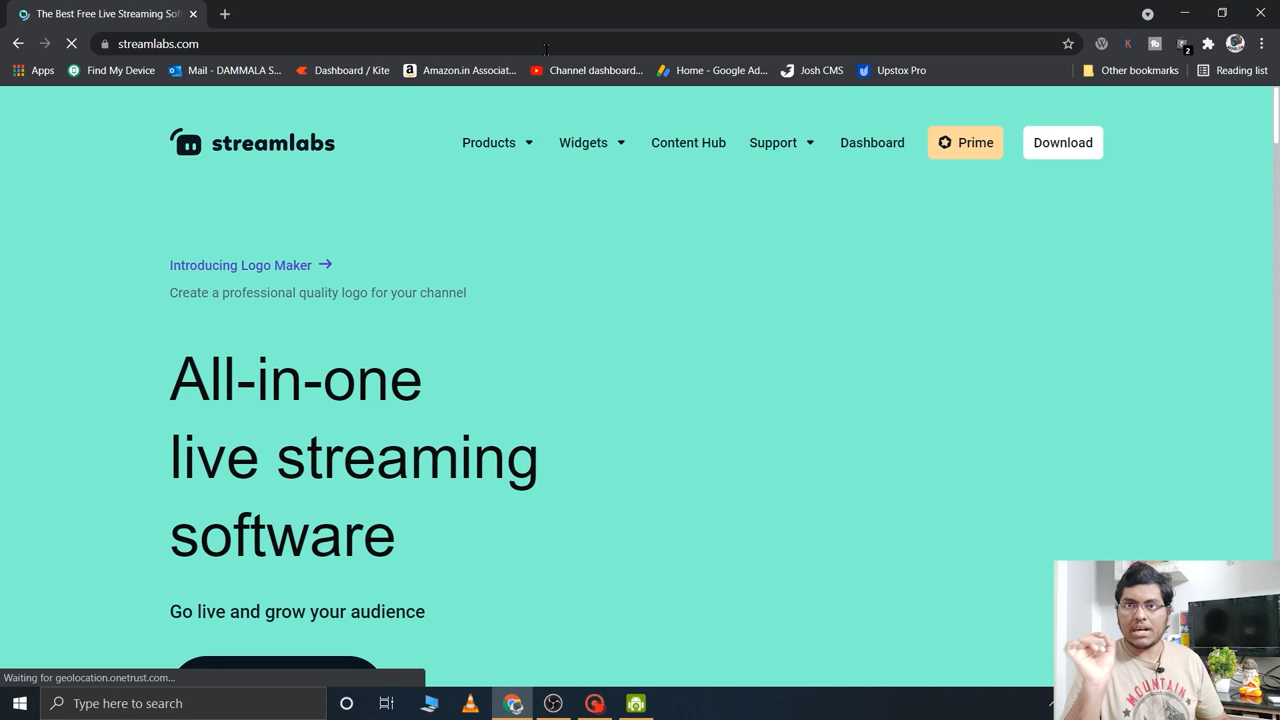 The Best Free Live Streaming Sof
streamlabs.com
2
Apps
Find My Device
Mail - DAMMALA S...
Dashboard / Kite
Amazon.in Associat...
Channel dashboard...
Home - Google Ad...
Josh CMS
Upstox Pro
Other bookmarks
Reading list
streamlabs
Products
Widgets
Content Hub
Support
Dashboard
Prime
Download
Introducing Logo Maker →
Create a professional quality logo for your channel
All-in-one
live streaming
software
Go live and grow your audience
Waiting for geolocation.onetrust.com...
Type here to search
MOUNTAIN